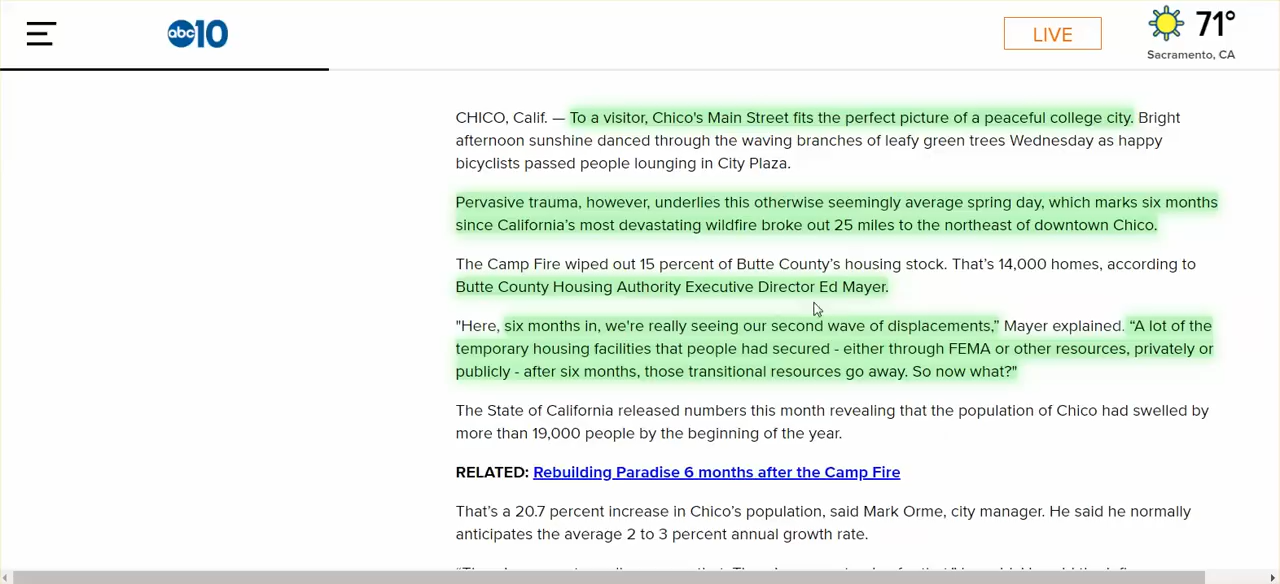 abc10
LIVE
71°
Sacramento, CA
CHICO, Calif. — To a visitor, Chico's Main Street fits the perfect picture of a peaceful college city. Bright
afternoon sunshine danced through the waving branches of leafy green trees Wednesday as happy
bicyclists passed people lounging in City Plaza.
Pervasive trauma, however, underlies this otherwise seemingly average spring day, which marks six months
since California’s most devastating wildfire broke out 25 miles to the northeast of downtown Chico.
The Camp Fire wiped out 15 percent of Butte County’s housing stock. That’s 14,000 homes, according to
Butte County Housing Authority Executive Director Ed Mayer.
"Here, six months in, we're really seeing our second wave of displacements,” Mayer explained. “A lot of the
temporary housing facilities that people had secured - either through FEMA or other resources, privately or
publicly - after six months, those transitional resources go away. So now what?"
The State of California released numbers this month revealing that the population of Chico had swelled by
more than 19,000 people by the beginning of the year.
RELATED: Rebuilding Paradise 6 months after the Camp Fire
That’s a 20.7 percent increase in Chico’s population, said Mark Orme, city manager. He said he normally
anticipates the average 2 to 3 percent annual growth rate.